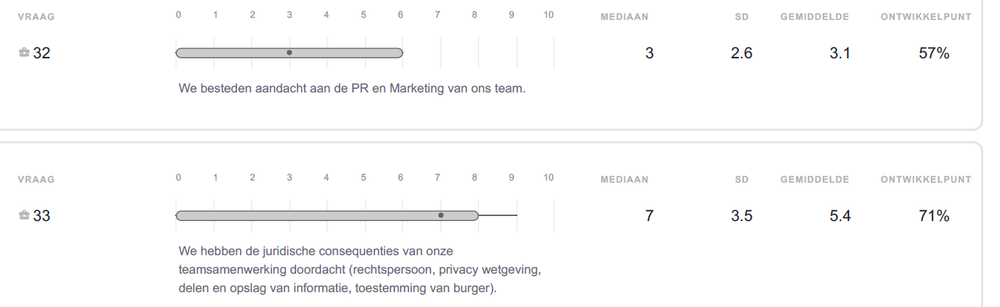 VRAAG 0 1 2 3 4 5 6 7 8 9 10 MEDIAAN SD GEMIDDELDE ONTWIKKELPUNT
32 3 2.6 3.1 57%
We besteden aandacht aan de PR en Marketing van ons team.
VRAAG 0 1 2 3 4 5 6 7 8 9 10 MEDIAAN SD GEMIDDELDE ONTWIKKELPUNT
33 7 3.5 5.4 71%
We hebben de juridische consequenties van onze
teamsamenwerking doordacht (rechtspersoon, privacy wetgeving,
delen en opslag van informatie, toestemming van burger).